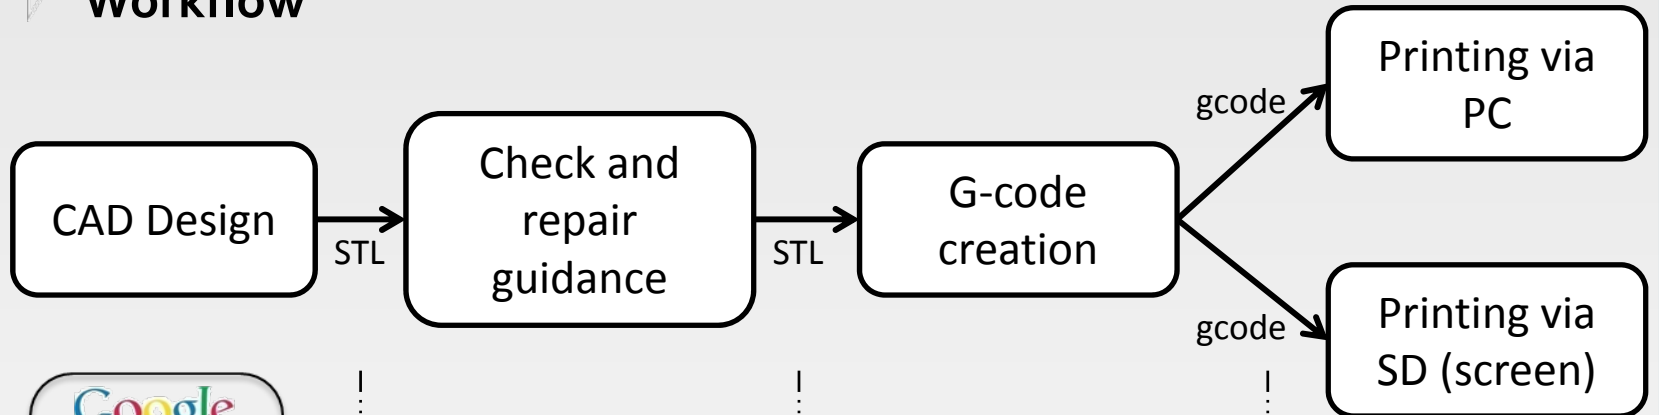 Workflow
CAD Design
STL
Check and
repair
guidance
STL
G-code
creation
gcode
Printing via
PC
gcode
Printing via
SD (screen)
Google